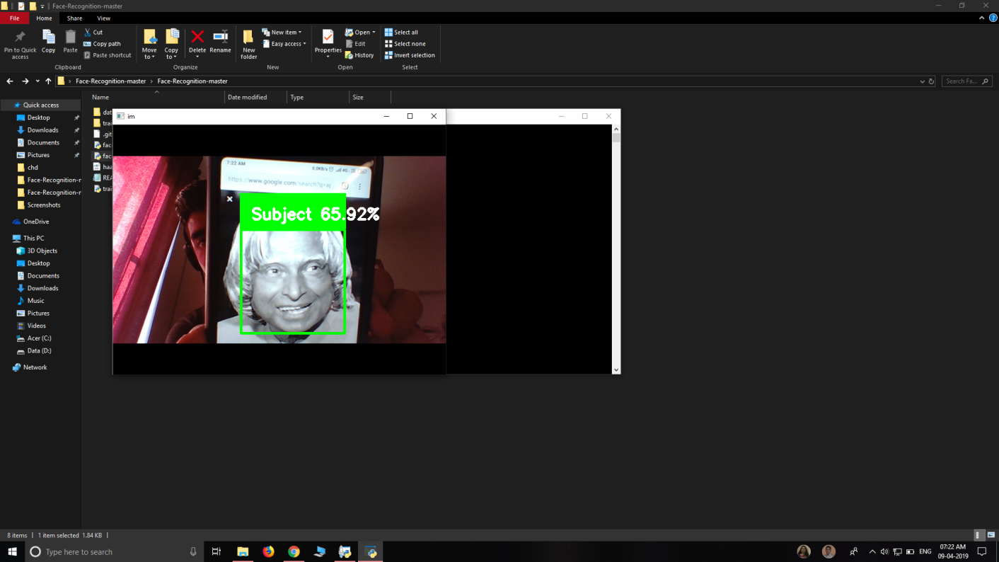 Face-Recognition-master
File Home Share View
Pin to Quick access
Copy
Paste
Cut
Copy path
Paste shortcut
Move to
Copy to
Delete
Rename
New folder
New item
Easy access
Properties
Open
Edit
History
Select all
Select none
Invert selection
Clipboard Organize New Open Select
Face-Recognition-master › Face-Recognition-master
Search Fa...
Name Date modified Type Size
Quick access
Desktop
Downloads
Documents
Pictures
chd
Face-Recognition-r
Face-Recognition-r
Screenshots
OneDrive
This PC
3D Objects
Desktop
Documents
Downloads
Music
Pictures
Videos
Acer (C:)
Data (D:)
Network
dat
trai
.git
fac
fac
haa
REA
trai
im
7:22 AM
0.0KB/s 4G
https://www.google.com/search?q=aj
Subject 65.92%
8 items 1 item selected 1.84 KB
Type here to search
ENG
07:22 AM
09-04-2019